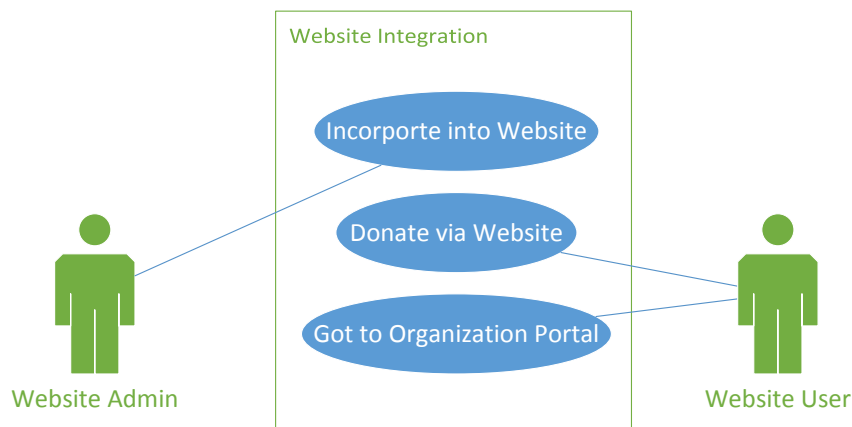 Website Integration
Incorporte into Website
Donate via Website
Got to Organization Portal
Website Admin
Website User